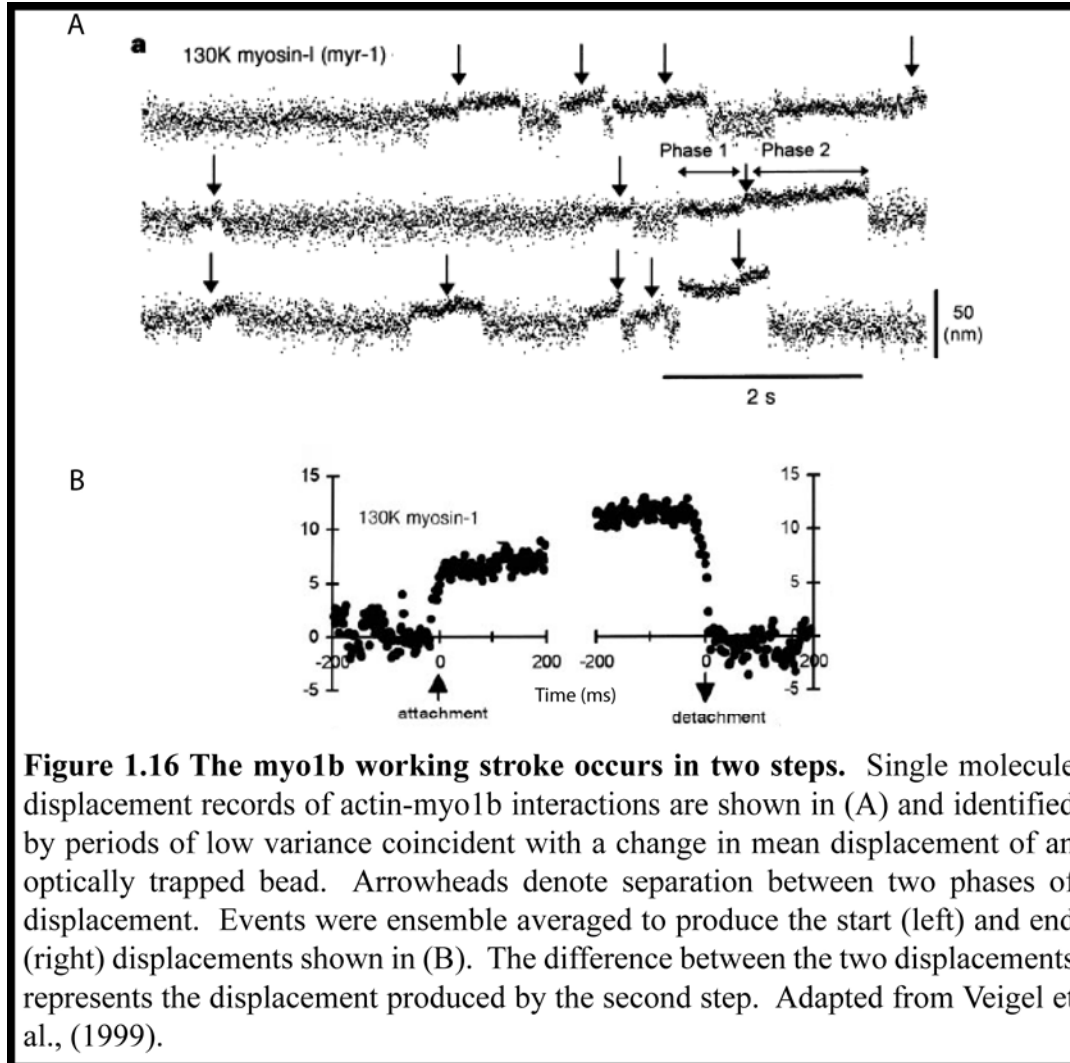 A
a 130K myosin-I (myr-1)
Phase 1 Phase 2
50
(nm)
2 s
B
15 15
130K myosin-1
10 10
5 5
0 0
-200 0 200 -200 0 200
-5 -5
Time (ms)
attachment detachment
Figure 1.16 The myo1b working stroke occurs in two steps. Single molecule
displacement records of actin-myo1b interactions are shown in (A) and identified
by periods of low variance coincident with a change in mean displacement of an
optically trapped bead. Arrowheads denote separation between two phases of
displacement. Events were ensemble averaged to produce the start (left) and end
(right) displacements shown in (B). The difference between the two displacements
represents the displacement produced by the second step. Adapted from Veigel et
al., (1999).